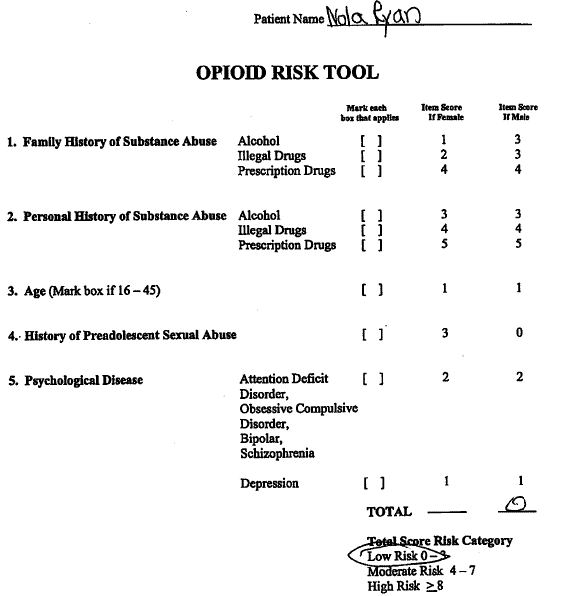 Patient Name Nola Ryan
OPIOID RISK TOOL
Mark each box that applies
Item Score If Female
Item Score If Male
1. Family History of Substance Abuse Alcohol [ ] 1 3
Illegal Drugs [ ] 2 3
Prescription Drugs [ ] 4 4
2. Personal History of Substance Abuse Alcohol [ ] 3 3
Illegal Drugs [ ] 4 4
Prescription Drugs [ ] 5 5
3. Age (Mark box if 16 – 45) [ ] 1 1
4. History of Preadolescent Sexual Abuse [ ] 3 0
5. Psychological Disease Attention Deficit [ ] 2 2
Disorder,
Obsessive Compulsive
Disorder,
Bipolar,
Schizophrenia
Depression [ ] 1 1
TOTAL 0
Total Score Risk Category
Low Risk 0 – 3
Moderate Risk 4 – 7
High Risk ≥ 8